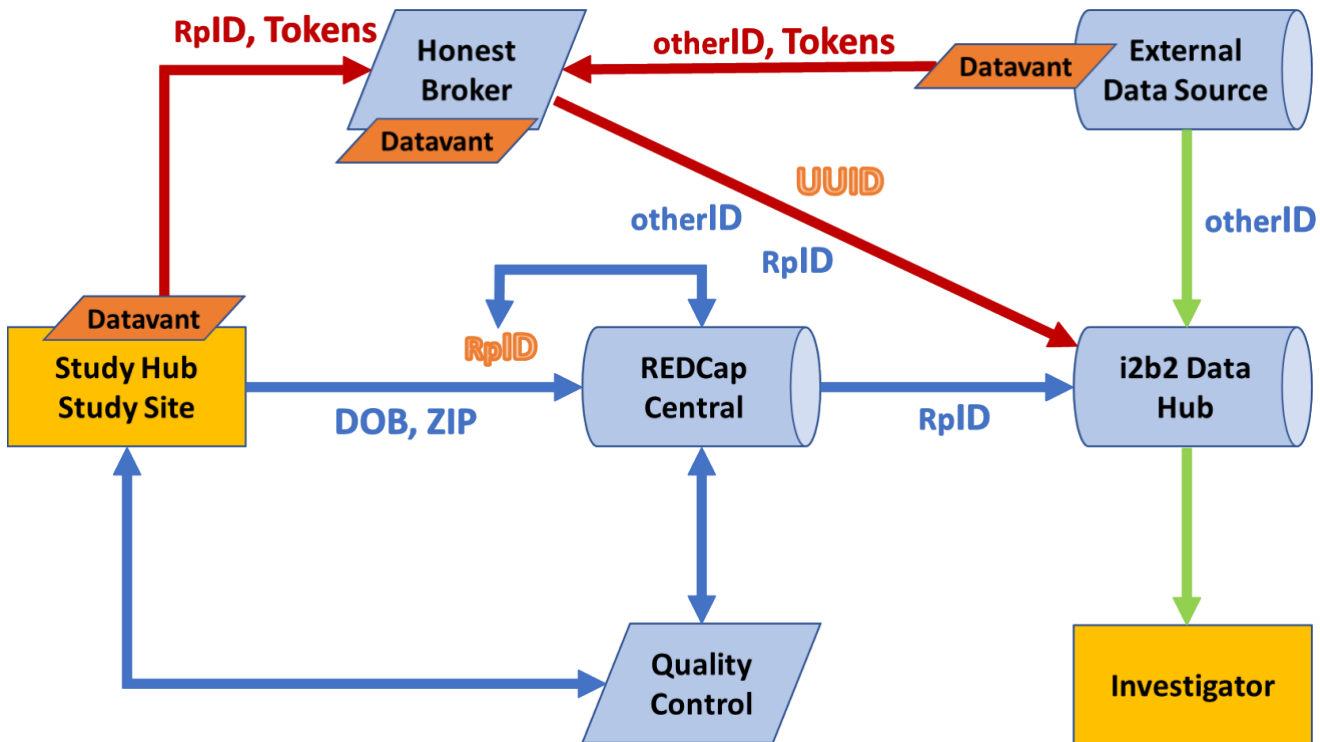 RpID, Tokens
Honest
Broker
Datavant
otherID, Tokens
Datavant
External
Data Source
UUID
otherID
RpID
otherID
Datavant
Study Hub
Study Site
RpID
DOB, ZIP
REDCap
Central
RpID
i2b2 Data
Hub
Quality
Control
Investigator